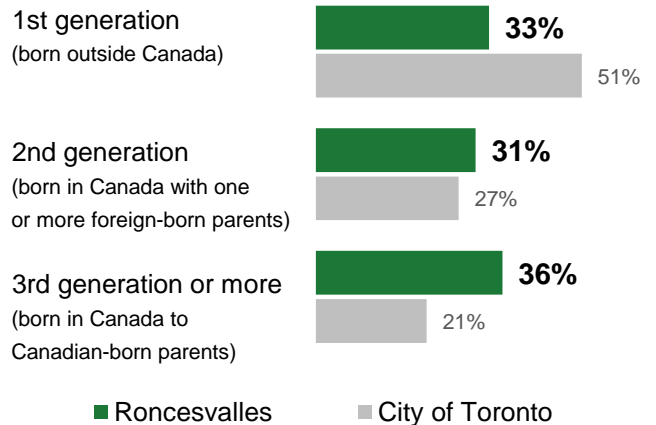 1st generation
(born outside Canada)
33%
51%
2nd generation
(born in Canada with one
or more foreign-born parents)
31%
27%
3rd generation or more
(born in Canada to
Canadian-born parents)
36%
21%
Roncesvalles
City of Toronto